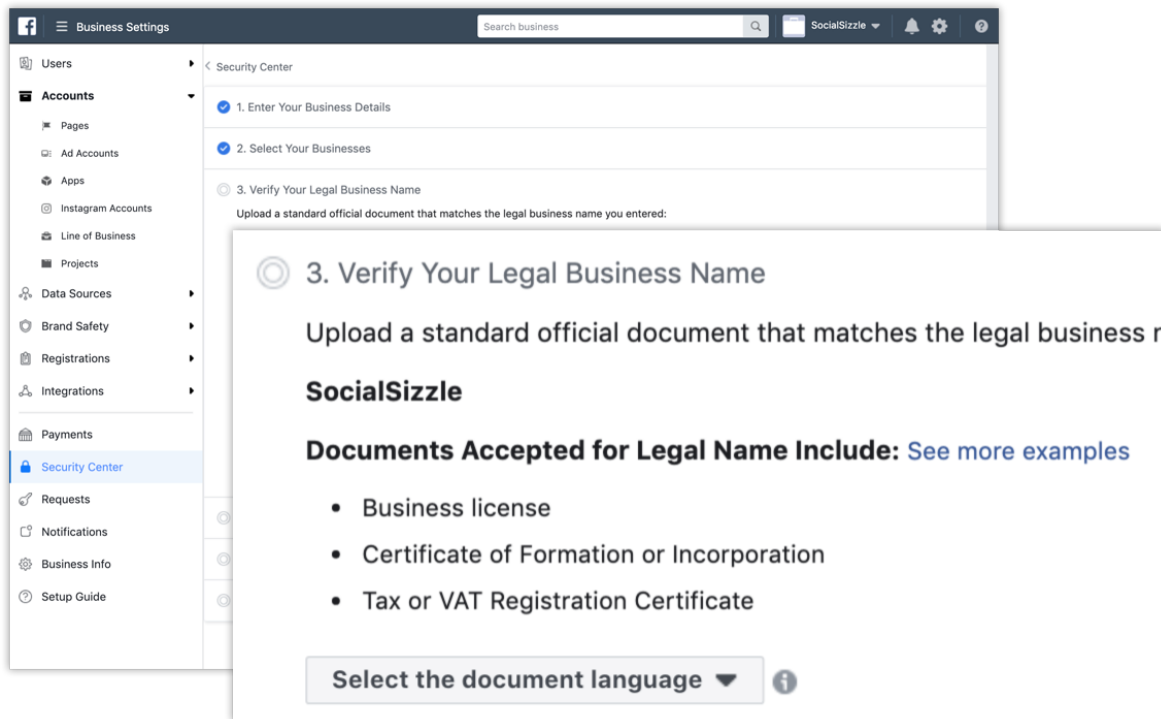 f
Business Settings
Search business
SocialSizzle
?
Users
Accounts
Pages
Ad Accounts
Apps
Instagram Accounts
Line of Business
Projects
Data Sources
Brand Safety
Registrations
Integrations
Payments
Security Center
Requests
Notifications
Business Info
Setup Guide
Security Center
1. Enter Your Business Details
2. Select Your Businesses
3. Verify Your Legal Business Name
Upload a standard official document that matches the legal business name you entered:
3. Verify Your Legal Business Name
Upload a standard official document that matches the legal business
SocialSizzle
Documents Accepted for Legal Name Include: See more examples
• Business license
• Certificate of Formation or Incorporation
• Tax or VAT Registration Certificate
Select the document language
i